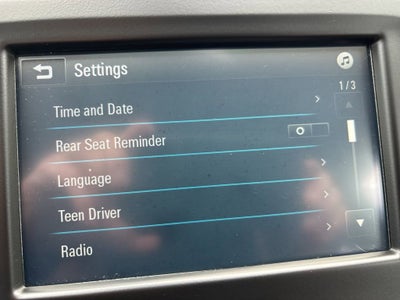 Settings
1/3
Time and Date
Rear Seat Reminder
Language
Teen Driver
Radio